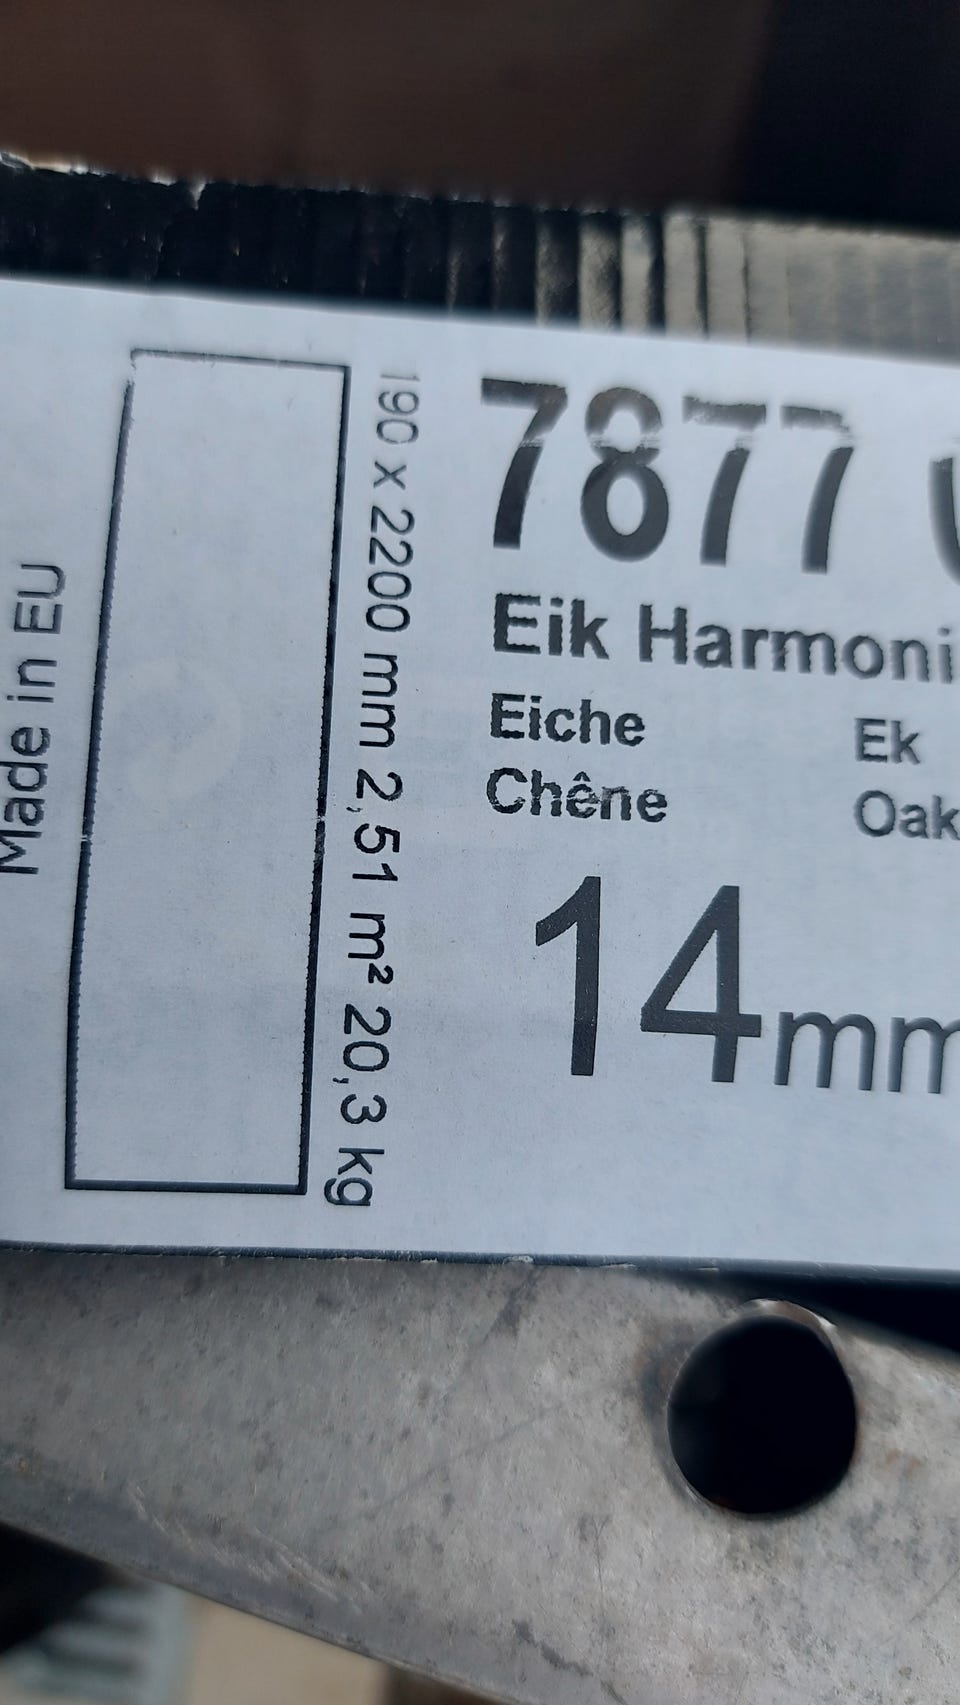 Made in EU
190 x 2200 mm 2,51 m² 20,3 kg
7877
Eik Harmoni
Eiche Ek
Chêne Oak
14mm